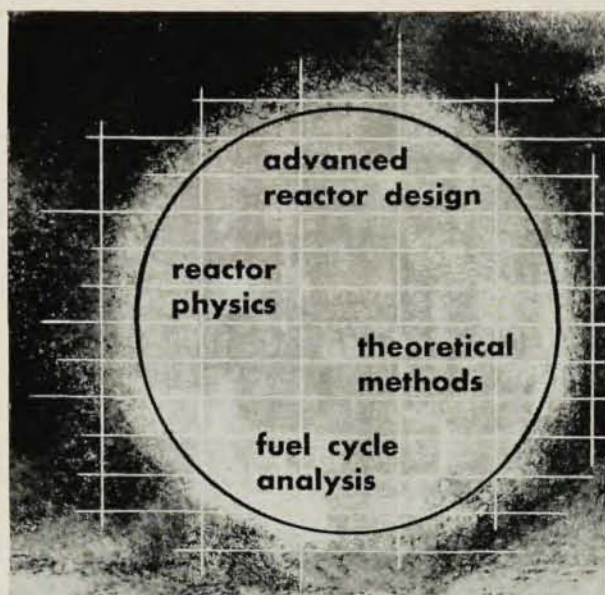 advanced
reactor design
reactor
physics
theoretical
methods
fuel cycle
analysis